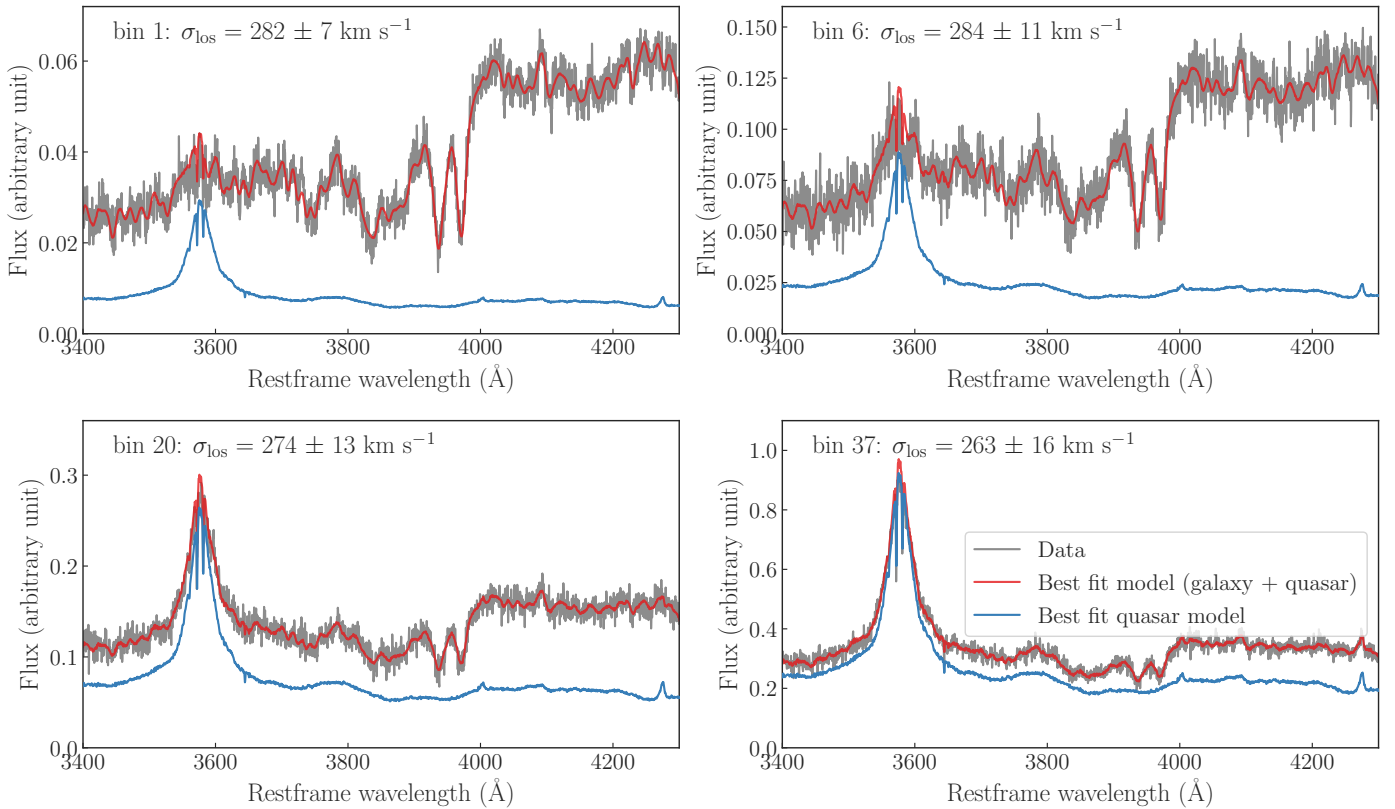 bin 1: σlos = 282 ± 7 km s⁻¹
Flux (arbitrary unit)
0.06
0.04
0.02
0.00
3400 3600 3800 4000 4200
Restframe wavelength (Å)
bin 6: σlos = 284 ± 11 km s⁻¹
Flux (arbitrary unit)
0.150
0.125
0.100
0.075
0.050
0.025
0.000
3400 3600 3800 4000 4200
Restframe wavelength (Å)
bin 20: σlos = 274 ± 13 km s⁻¹
Flux (arbitrary unit)
0.3
0.2
0.1
0.0
3400 3600 3800 4000 4200
Restframe wavelength (Å)
bin 37: σlos = 263 ± 16 km s⁻¹
Flux (arbitrary unit)
1.0
0.8
0.6
0.4
0.2
0.0
Data
Best fit model (galaxy + quasar)
Best fit quasar model
3400 3600 3800 4000 4200
Restframe wavelength (Å)